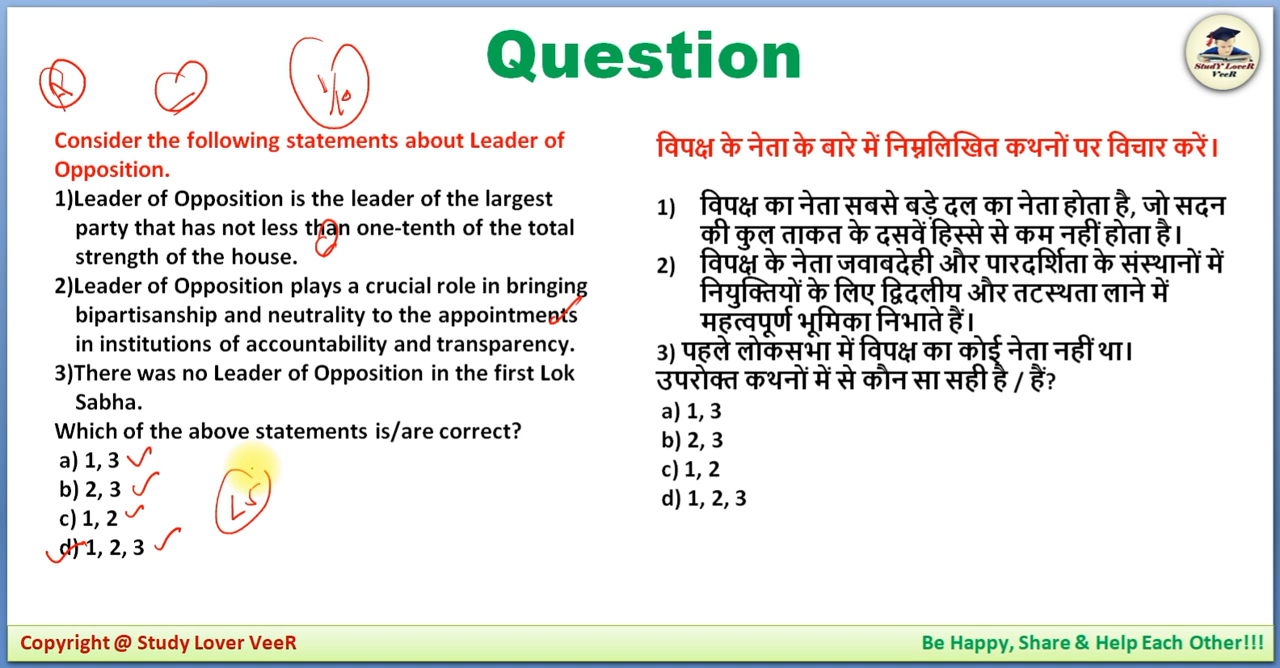 Question
StudY LoveR
VeeR
R
1/10
Consider the following statements about Leader of
Opposition.
1)Leader of Opposition is the leader of the largest
party that has not less than one-tenth of the total
strength of the house.
2)Leader of Opposition plays a crucial role in bringing
bipartisanship and neutrality to the appointments
in institutions of accountability and transparency.
3)There was no Leader of Opposition in the first Lok
Sabha.
Which of the above statements is/are correct?
a) 1, 3
b) 2, 3
c) 1, 2
d) 1, 2, 3
LS
विपक्ष के नेता के बारे में निम्नलिखित कथनों पर विचार करें।
1) विपक्ष का नेता सबसे बड़े दल का नेता होता है, जो सदन
की कुल ताकत के दसवें हिस्से से कम नहीं होता है।
2) विपक्ष के नेता जवाबदेही और पारदर्शिता के संस्थानों में
नियुक्तियों के लिए द्विदलीय और तटस्थता लाने में
महत्वपूर्ण भूमिका निभाते हैं।
3) पहले लोकसभा में विपक्ष का कोई नेता नहीं था।
उपरोक्त कथनों में से कौन सा सही है / हैं?
a) 1, 3
b) 2, 3
c) 1, 2
d) 1, 2, 3
Copyright @ Study Lover VeeR
Be Happy, Share & Help Each Other!!!